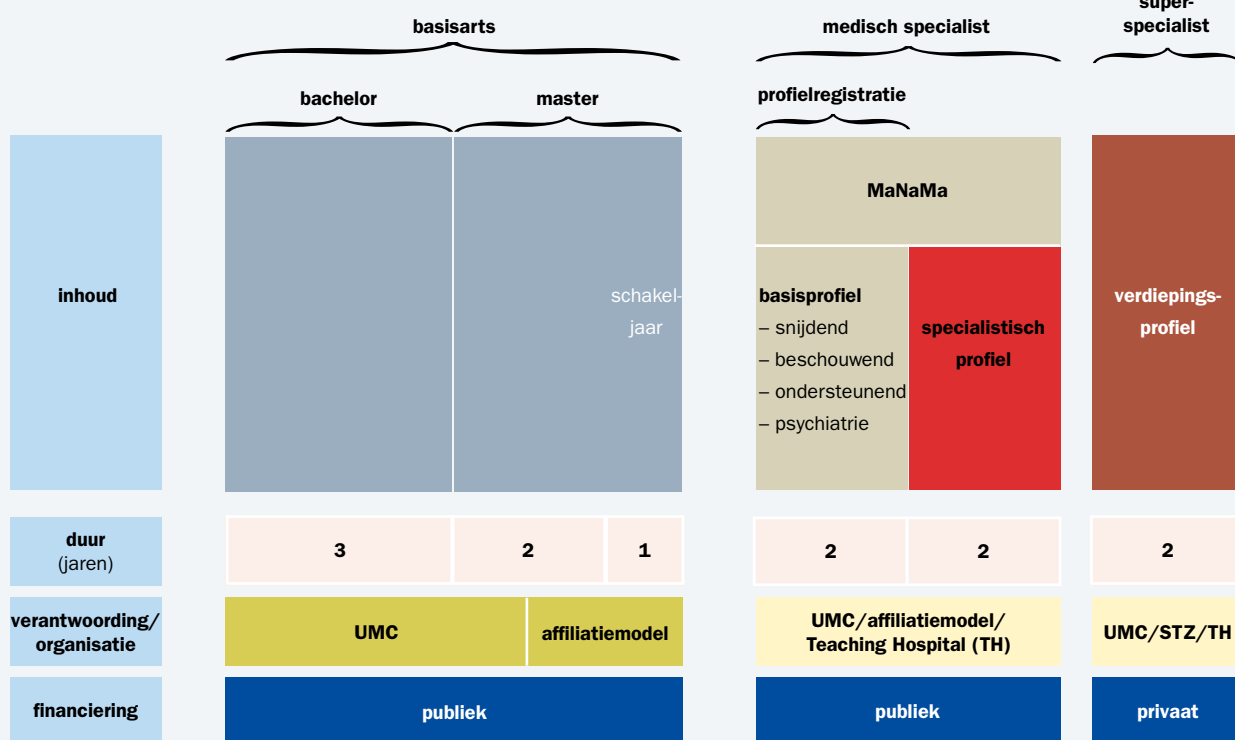 basisarts
medisch specialist
super-
specialist
bachelor
master
profielregistratie
inhoud
schakel-
jaar
MaNaMa
basisprofiel
– snijdend
– beschouwend
– ondersteunend
– psychiatrie
specialistisch
profiel
verdiepings-
profiel
duur
(jaren)
3
2
1
2
2
2
verantwoording/
organisatie
UMC
affiliatiemodel
UMC/affiliatiemodel/
Teaching Hospital (TH)
UMC/STZ/TH
financiering
publiek
publiek
privaat